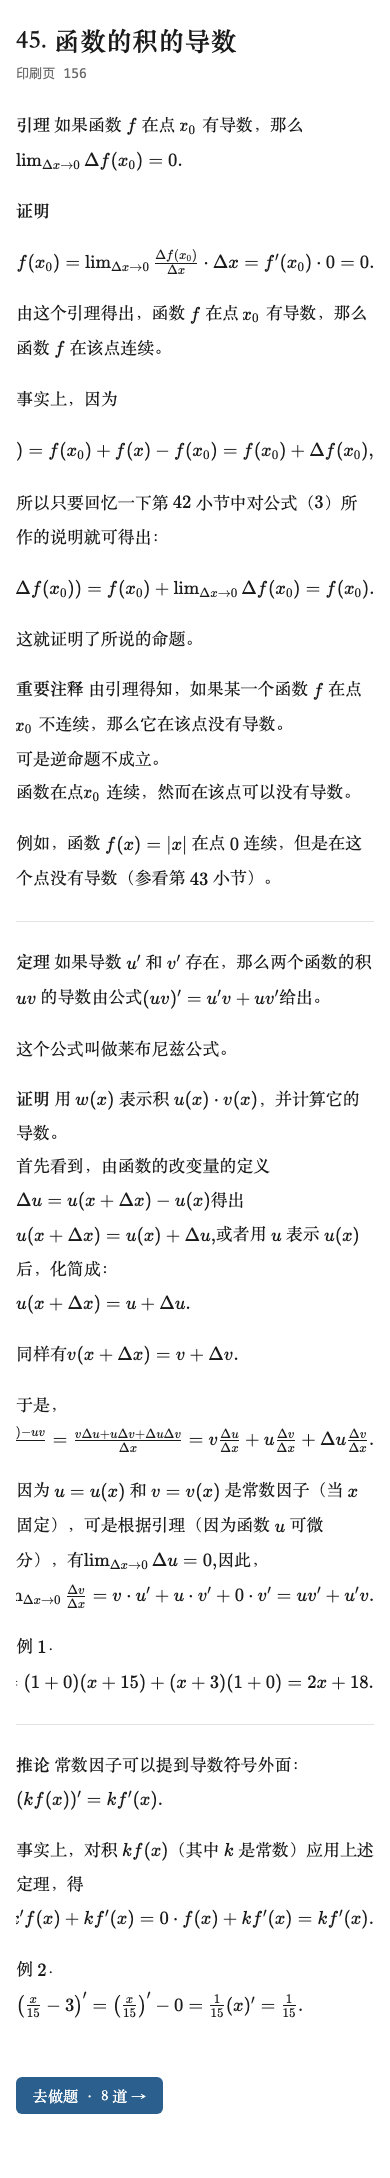 45. 函数的积的导数
印刷页 156
引理 如果函数 f 在点 x₀ 有导数，那么
lim_{Δx→0} Δf(x₀) = 0.
证明
f(x₀) = lim_{Δx→0} \frac{Δf(x₀)}{Δx} · Δx = f′(x₀) · 0 = 0.
由这个引理得出，函数 f 在点 x₀ 有导数，那么
函数 f 在该点连续。
事实上，因为
) = f(x₀) + f(x) − f(x₀) = f(x₀) + Δf(x₀),
所以只要回忆一下第 42 小节中对公式（3）所
作的说明就可得出：
Δf(x₀)) = f(x₀) + lim_{Δx→0} Δf(x₀) = f(x₀).
这就证明了所说的命题。
重要注释 由引理得知，如果某一个函数 f 在点
x₀ 不连续，那么它在该点没有导数。
可是逆命题不成立。
函数在点x₀ 连续，然而在该点可以没有导数。
例如，函数 f(x) = |x| 在点 0 连续，但是在这
个点没有导数（参看第 43 小节）。
定理 如果导数 u′ 和 v′ 存在，那么两个函数的积
uv 的导数由公式(uv)′ = u′v + uv′给出。
这个公式叫做莱布尼兹公式。
证明 用 w(x) 表示积 u(x) · v(x)，并计算它的
导数。
首先看到，由函数的改变量的定义
Δu = u(x + Δx) − u(x)得出
u(x + Δx) = u(x) + Δu,或者用 u 表示 u(x)
后，化简成：
u(x + Δx) = u + Δu.
同样有v(x + Δx) = v + Δv.
于是，
)−uv = \frac{vΔu+uΔv+ΔuΔv}{Δx} = v\frac{Δu}{Δx} + u\frac{Δv}{Δx} + Δu\frac{Δv}{Δx}.
因为 u = u(x) 和 v = v(x) 是常数因子（当 x
固定），可是根据引理（因为函数 u 可微
分），有lim_{Δx→0} Δu = 0,因此，
_{Δx→0} \frac{Δv}{Δx} = v · u′ + u · v′ + 0 · v′ = uv′ + u′v.
例 1.
(1 + 0)(x + 15) + (x + 3)(1 + 0) = 2x + 18.
推论 常数因子可以提到导数符号外面：
(kf(x))′ = kf′(x).
事实上，对积 kf(x)（其中 k 是常数）应用上述
定理，得
′f(x) + kf′(x) = 0 · f(x) + kf′(x) = kf′(x).
例 2.
(\frac{x}{15} − 3)′ = (\frac{x}{15})′ − 0 = \frac{1}{15}(x)′ = \frac{1}{15}.
去做题 · 8 道 →